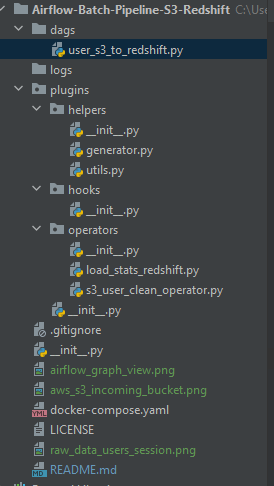 Airflow-Batch-Pipeline-S3-Redshift C:\Use
dags
user_s3_to_redshift.py
logs
plugins
helpers
__init__.py
generator.py
utils.py
hooks
__init__.py
operators
__init__.py
load_stats_redshift.py
s3_user_clean_operator.py
__init__.py
.gitignore
__init__.py
airflow_graph_view.png
aws_s3_incoming_bucket.png
docker-compose.yaml
LICENSE
raw_data_users_session.png
README.md